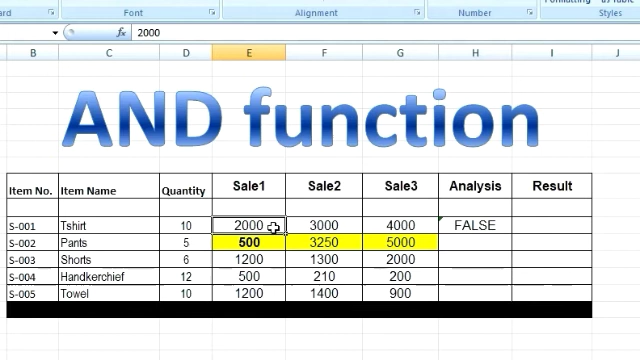 Font Alignment Number Styles
fx 2000
B C D E F G H I J
AND function
Item No. Item Name Quantity Sale1 Sale2 Sale3 Analysis Result
S-001 Tshirt 10 2000 3000 4000 FALSE
S-002 Pants 5 500 3250 5000
S-003 Shorts 6 1200 1300 2000
S-004 Handkerchief 12 500 210 200
S-005 Towel 10 1200 1400 900